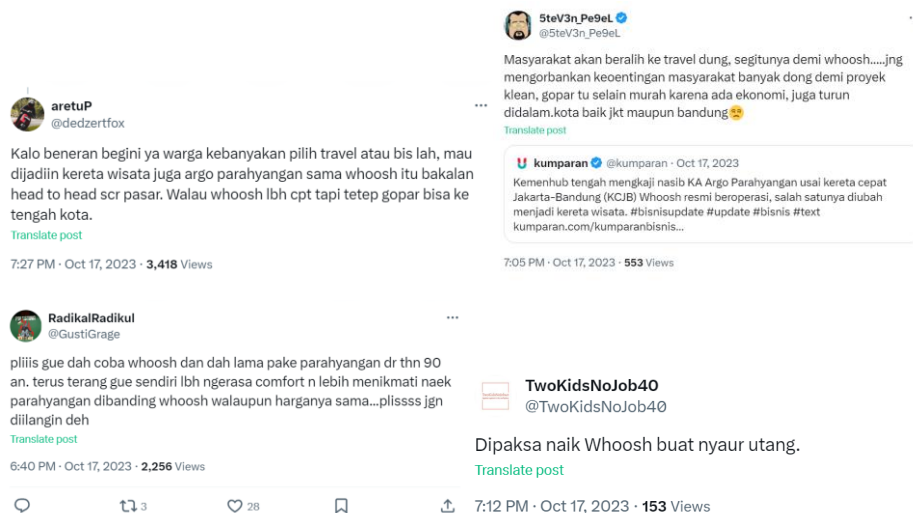 aretuP
@dedzertfox
Kalo beneran begini ya warga kebanyakan pilih travel atau bis lah, mau
dijadiin kereta wisata juga argo parahyangan sama whoosh itu bakalan
head to head scr pasar. Walau whoosh lbh cpt tapi tetep gopar bisa ke
tengah kota.
Translate post
7:27 PM · Oct 17, 2023 · 3,418 Views
5teV3n_Pe9eL
@5teV3n_Pe9eL
Masyarakat akan beralih ke travel dung, segitunya demi whoosh.....jng
mengorbankan keoentingan masyarakat banyak dong demi proyek
klean, gopar tu selain murah karena ada ekonomi, juga turun
didalam.kota baik jkt maupun bandung😮‍💨
Translate post
kumparan @kumparan · Oct 17, 2023
Kemenhub tengah mengkaji nasib KA Argo Parahyangan usai kereta cepat
Jakarta-Bandung (KCJB) Whoosh resmi beroperasi, salah satunya diubah
menjadi kereta wisata. #bisnisupdate #update #bisnis #text
kumparan.com/kumparanbisnis...
7:05 PM · Oct 17, 2023 · 553 Views
RadikalRadikul
@GustiGrage
pliiis gue dah coba whoosh dan dah lama pake parahyangan dr thn 90
an. terus terang gue sendiri lbh ngerasa comfort n lebih menikmati naek
parahyangan dibanding whoosh walaupun harganya sama...plissss jgn
diilangin deh
Translate post
6:40 PM · Oct 17, 2023 · 2,256 Views
3
28
TwoKidsNoJob40
@TwoKidsNoJob40
Dipaksa naik Whoosh buat nyaur utang.
Translate post
7:12 PM · Oct 17, 2023 · 153 Views